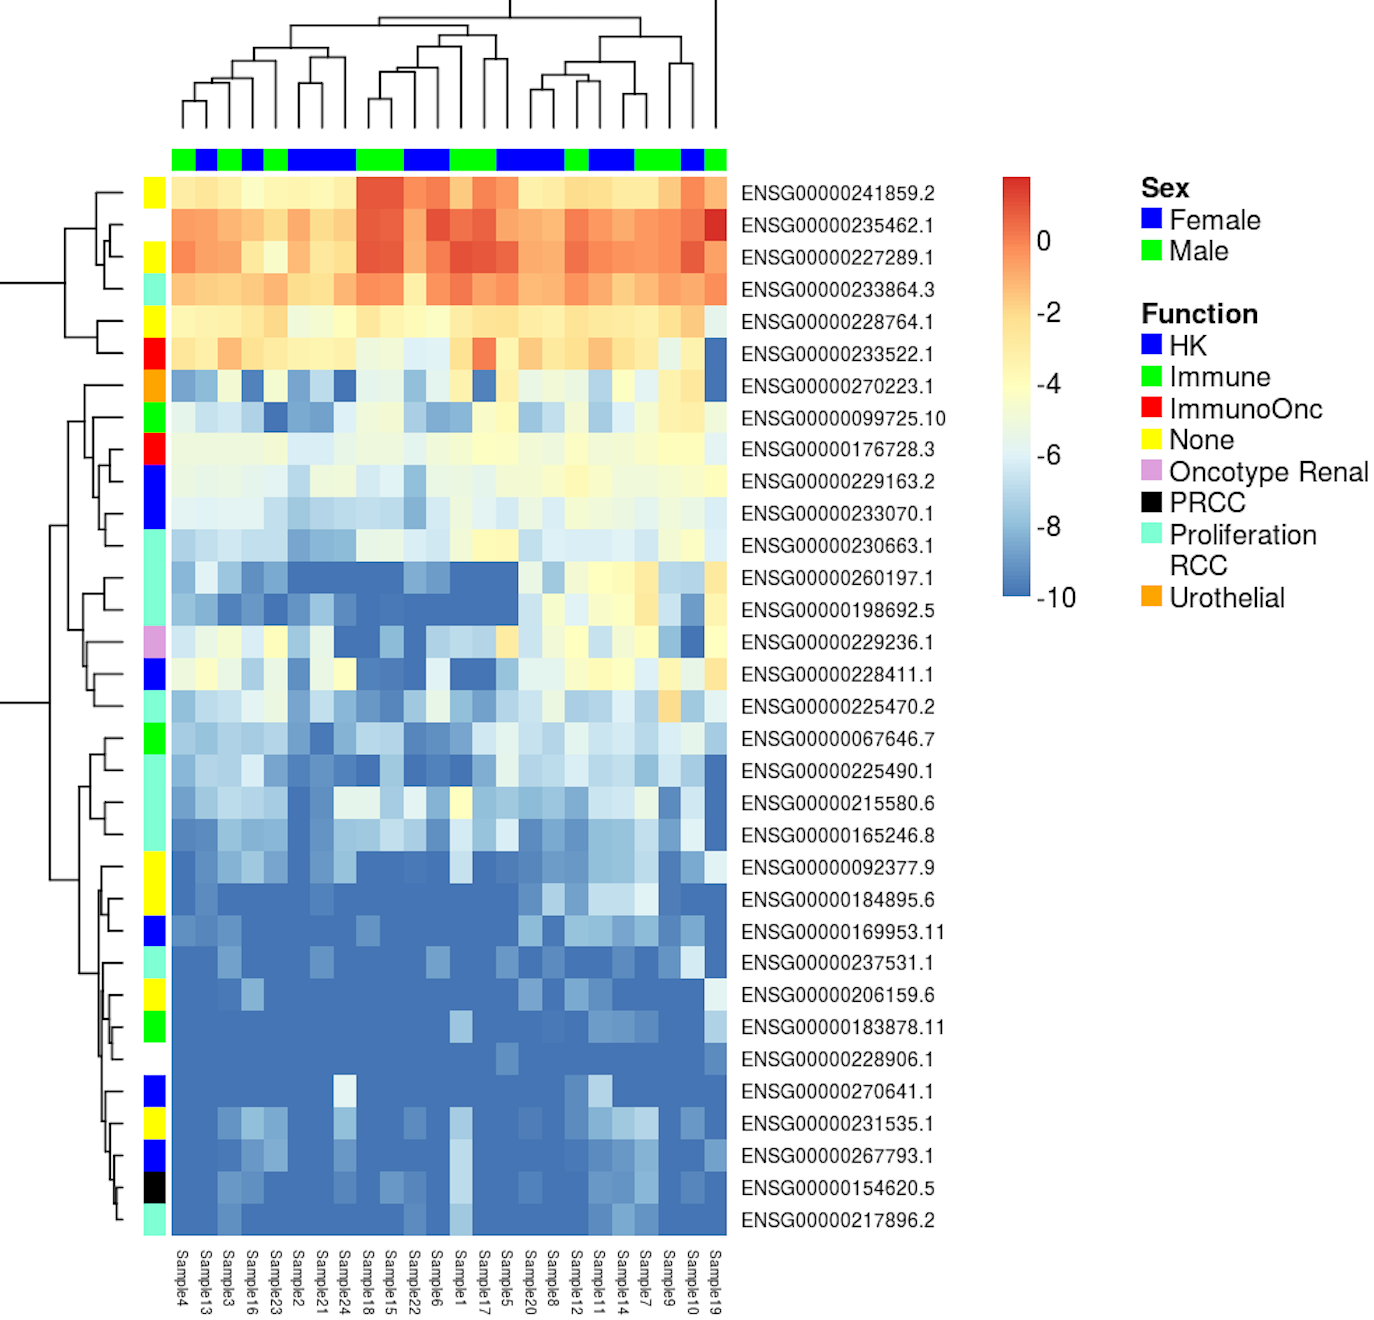 ENSG00000241859.2
ENSG00000235462.1
ENSG00000227289.1
ENSG00000233864.3
ENSG00000228764.1
ENSG00000233522.1
ENSG00000270223.1
ENSG00000099725.10
ENSG00000176728.3
ENSG00000229163.2
ENSG00000233070.1
ENSG00000230663.1
ENSG00000260197.1
ENSG00000198692.5
ENSG00000229236.1
ENSG00000228411.1
ENSG00000225470.2
ENSG00000067646.7
ENSG00000225490.1
ENSG00000215580.6
ENSG00000165246.8
ENSG00000092377.9
ENSG00000184895.6
ENSG00000169953.11
ENSG00000237531.1
ENSG00000206159.6
ENSG00000183878.11
ENSG00000228906.1
ENSG00000270641.1
ENSG00000231535.1
ENSG00000267793.1
ENSG00000154620.5
ENSG00000217896.2
Sample4
Sample13
Sample3
Sample16
Sample23
Sample2
Sample21
Sample24
Sample18
Sample15
Sample22
Sample6
Sample1
Sample17
Sample5
Sample20
Sample8
Sample12
Sample11
Sample14
Sample7
Sample9
Sample10
Sample19
0
-2
-4
-6
-8
-10
Sex
Female
Male
Function
HK
Immune
ImmunoOnc
None
Oncotype Renal
PRCC
Proliferation
RCC
Urothelial